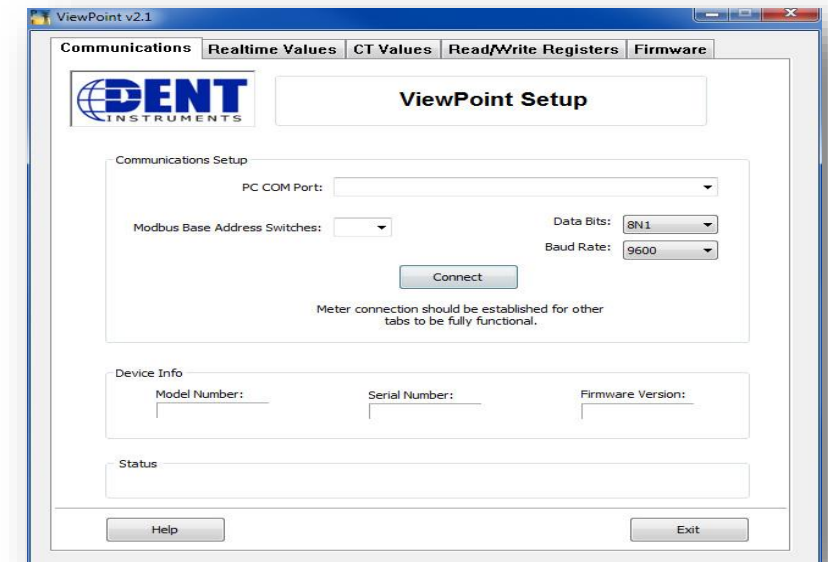 ViewPoint v2.1
Communications Realtime Values CT Values Read/Write Registers Firmware
DENT
INSTRUMENTS
ViewPoint Setup
Communications Setup
PC COM Port:
Modbus Base Address Switches:
Data Bits: 8N1
Baud Rate: 9600
Connect
Meter connection should be established for other
tabs to be fully functional.
Device Info
Model Number: Serial Number: Firmware Version:
Status
Help Exit